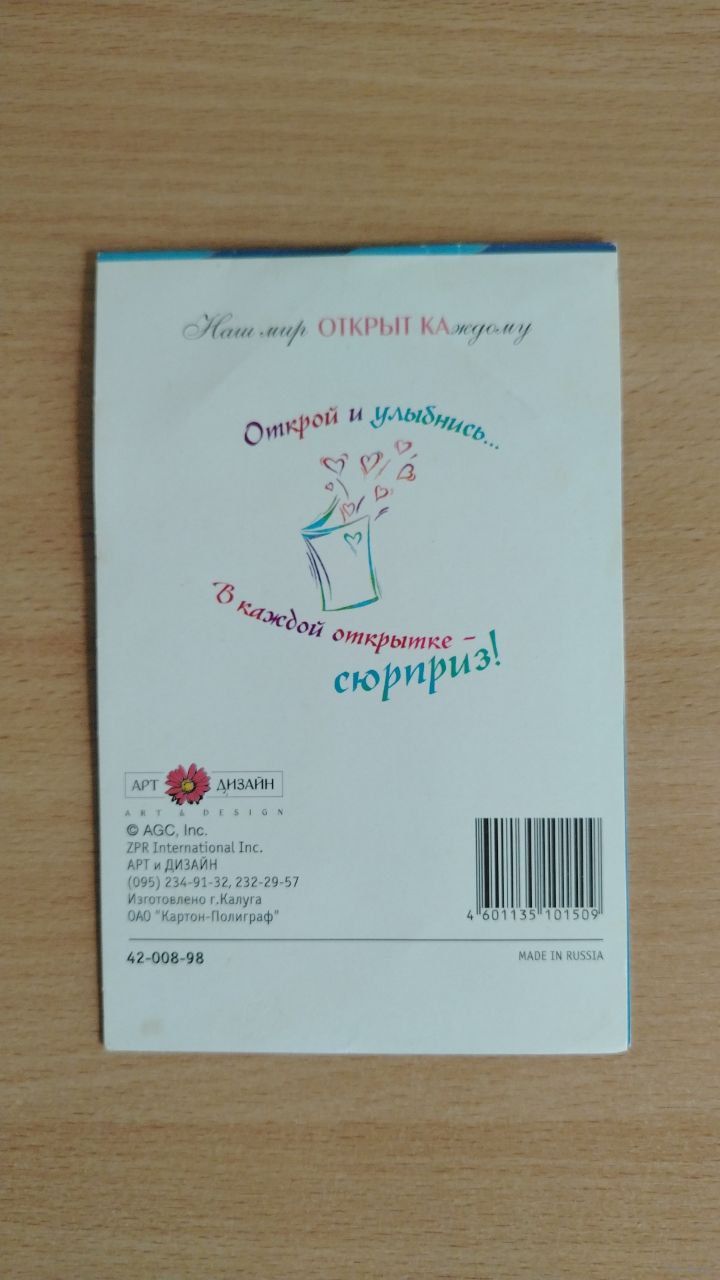 Наш мир ОТКРЫТ КАждому
Открой и улыбнись...
В каждой открытке –
сюрприз!
АРТ ДИЗАЙН
ART & DESIGN
© AGC, Inc.
ZPR International Inc.
АРТ и ДИЗАЙН
(095) 234-91-32, 232-29-57
Изготовлено г.Калуга
ОАО "Картон-Полиграф"
4 601135 101509
42-008-98
MADE IN RUSSIA